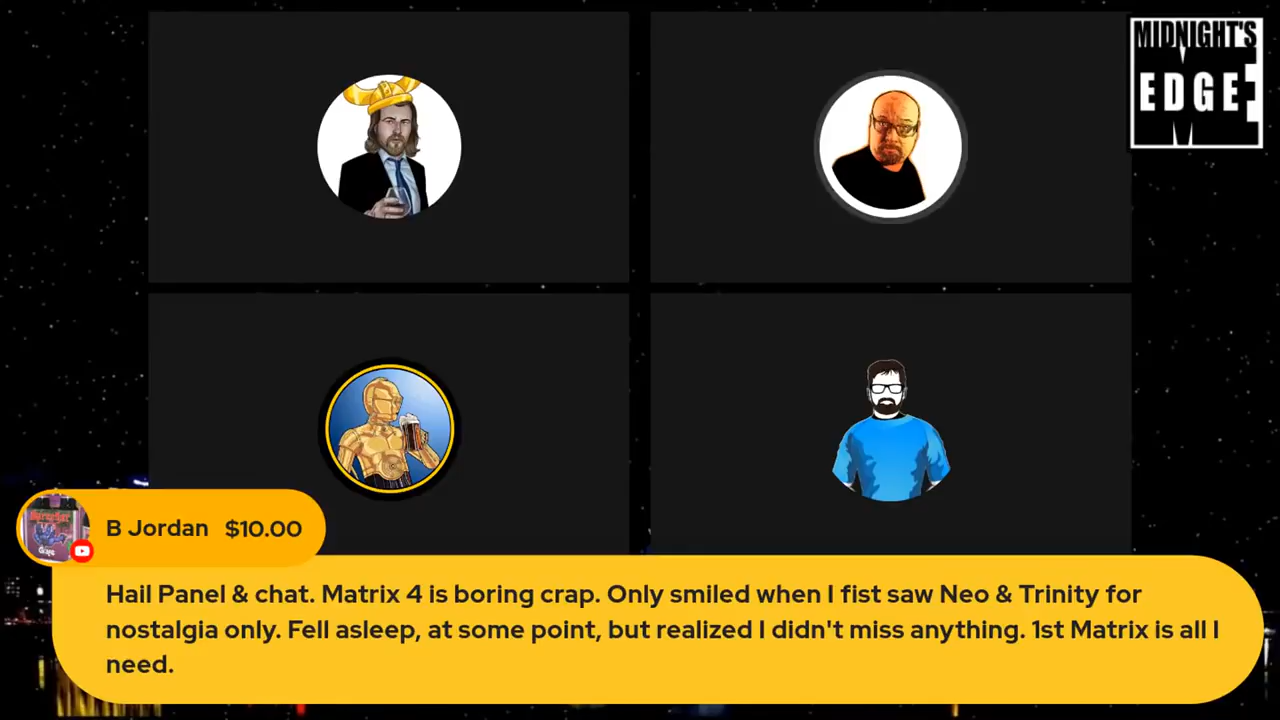 MIDNIGHT'S
EDGE
B Jordan $10.00
Hail Panel & chat. Matrix 4 is boring crap. Only smiled when I fist saw Neo & Trinity for
nostalgia only. Fell asleep, at some point, but realized I didn't miss anything. 1st Matrix is all I
need.